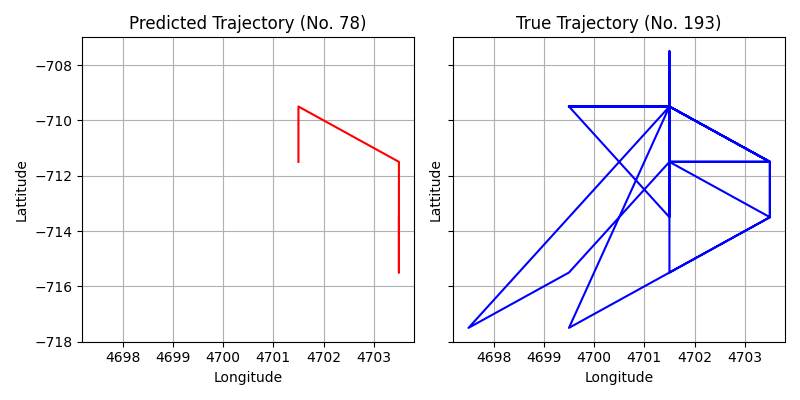 Predicted Trajectory (No. 78)
True Trajectory (No. 193)
Lattitude
−708
−710
−712
−714
−716
−718
4698 4699 4700 4701 4702 4703
Longitude
Lattitude
4698 4699 4700 4701 4702 4703
Longitude